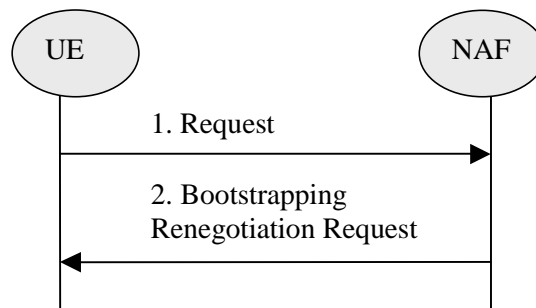 UE
NAF
1. Request
2. Bootstrapping
Renegotiation Request